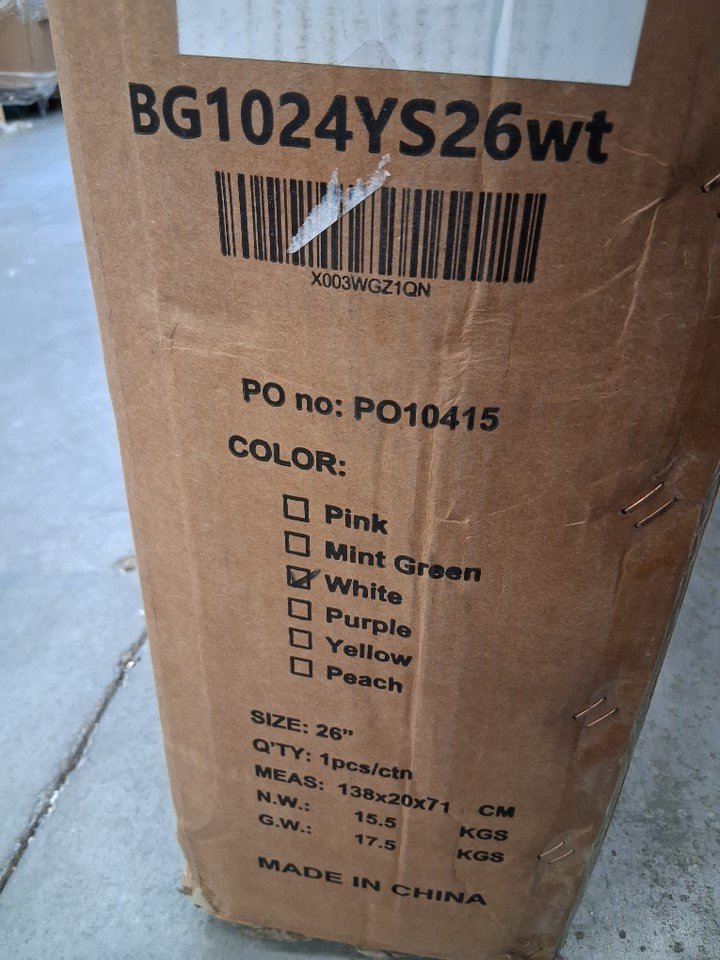 BG1024YS26wt
X003WGZ1QN
PO no: PO10415
COLOR:
Pink
Mint Green
White
Purple
Yellow
Peach
SIZE: 26"
Q'TY: 1pcs/ctn
MEAS: 138x20x71 CM
N.W.: 15.5 KGS
G.W.: 17.5 KGS
MADE IN CHINA